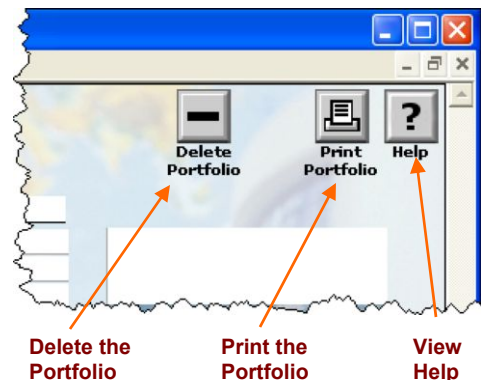 ?
Delete Print Help
Portfolio Portfolio
Delete the Print the View
Portfolio Portfolio Help